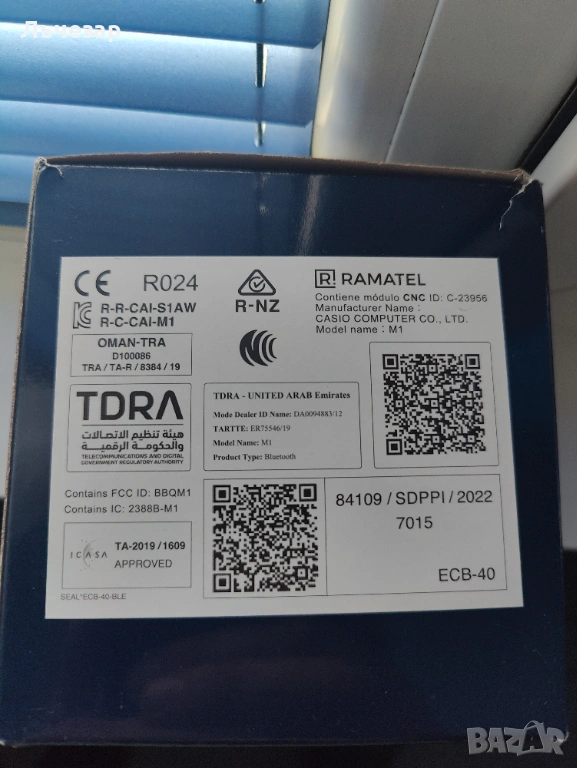 Лачезар
CE R024
R-R-CAI-S1AW
R-C-CAI-M1
R-NZ
R RAMATEL
Contiene módulo CNC ID: C-23956
Manufacturer Name :
CASIO COMPUTER CO., LTD.
Model name : M1
OMAN-TRA
D100086
TRA / TA-R / 8384 / 19
TDRA
هيئة تنظيم الاتصالات
والحكومة الرقمية
TELECOMMUNICATIONS AND DIGITAL
GOVERNMENT REGULATORY AUTHORITY
TDRA - UNITED ARAB Emirates
Mode Dealer ID Name: DA0094883/12
TARTTE: ER75546/19
Model Name: M1
Product Type: Bluetooth
Contains FCC ID: BBQM1
Contains IC: 2388B-M1
ICASA
TA-2019 / 1609
APPROVED
84109 / SDPPI / 2022
7015
ECB-40
SEAL*ECB-40-BLE
BAZAR